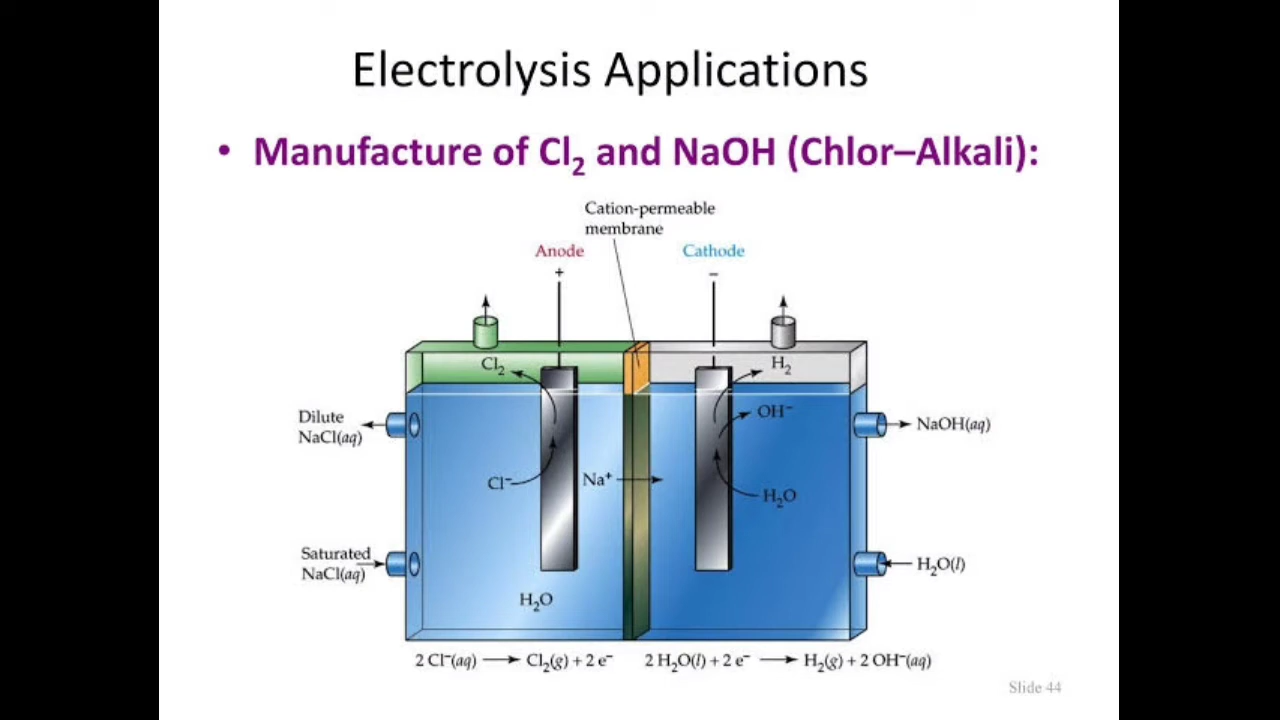 Electrolysis Applications
• Manufacture of Cl₂ and NaOH (Chlor–Alkali):
Cation-permeable
membrane
Anode
+
Cathode
–
Cl₂
H₂
Dilute
NaCl(aq)
OH⁻
NaOH(aq)
Cl⁻
Na⁺
H₂O
Saturated
NaCl(aq)
H₂O(l)
H₂O
2 Cl⁻(aq) → Cl₂(g) + 2 e⁻
2 H₂O(l) + 2 e⁻ → H₂(g) + 2 OH⁻(aq)
Slide 44